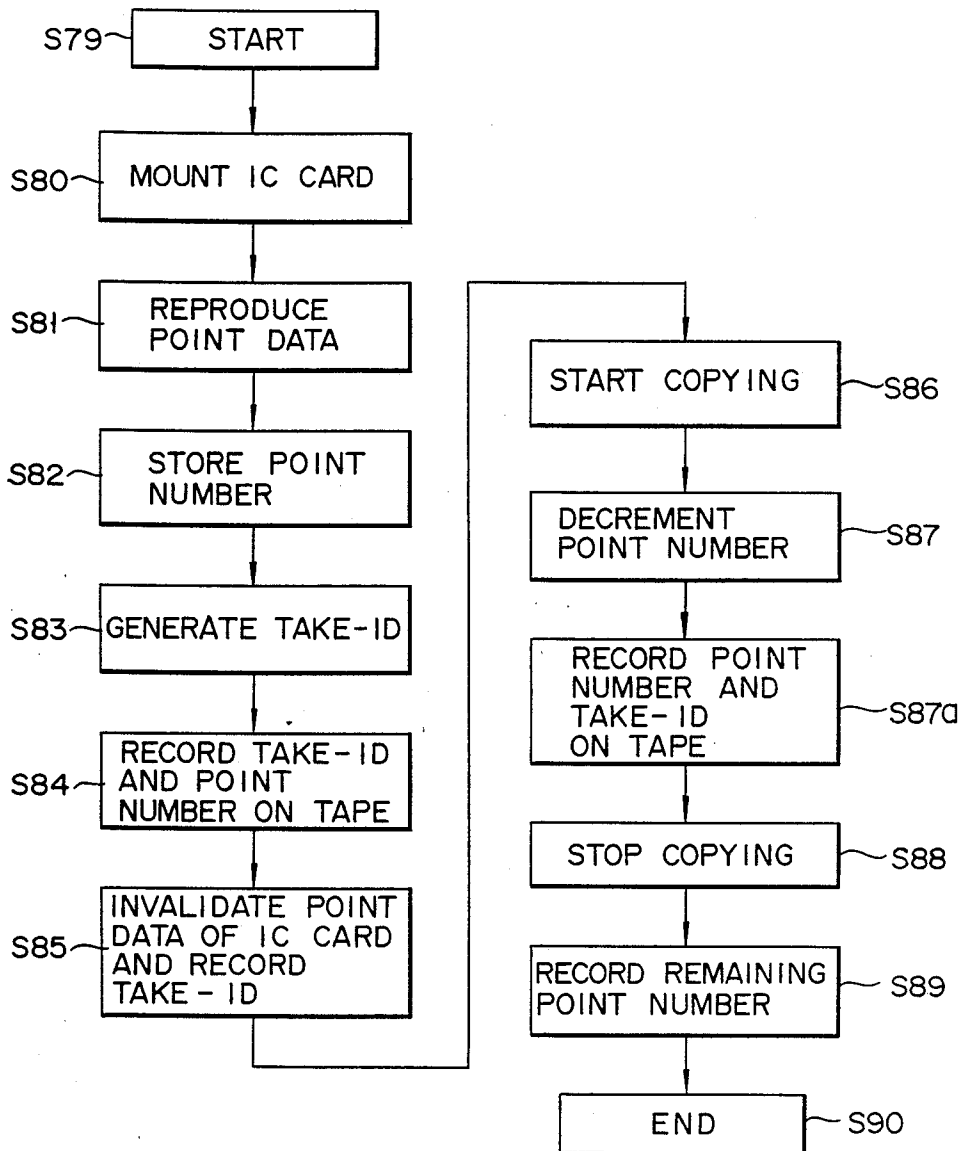 S79
START
S80
MOUNT IC CARD
S81
REPRODUCE
POINT DATA
S82
STORE POINT
NUMBER
S83
GENERATE TAKE-ID
S84
RECORD TAKE-ID
AND POINT
NUMBER ON TAPE
S85
INVALIDATE POINT
DATA OF IC CARD
AND RECORD
TAKE-ID
START COPYING
S86
DECREMENT
POINT NUMBER
S87
RECORD POINT
NUMBER AND
TAKE-ID
ON TAPE
S87a
STOP COPYING
S88
RECORD REMAINING
POINT NUMBER
S89
END
S90